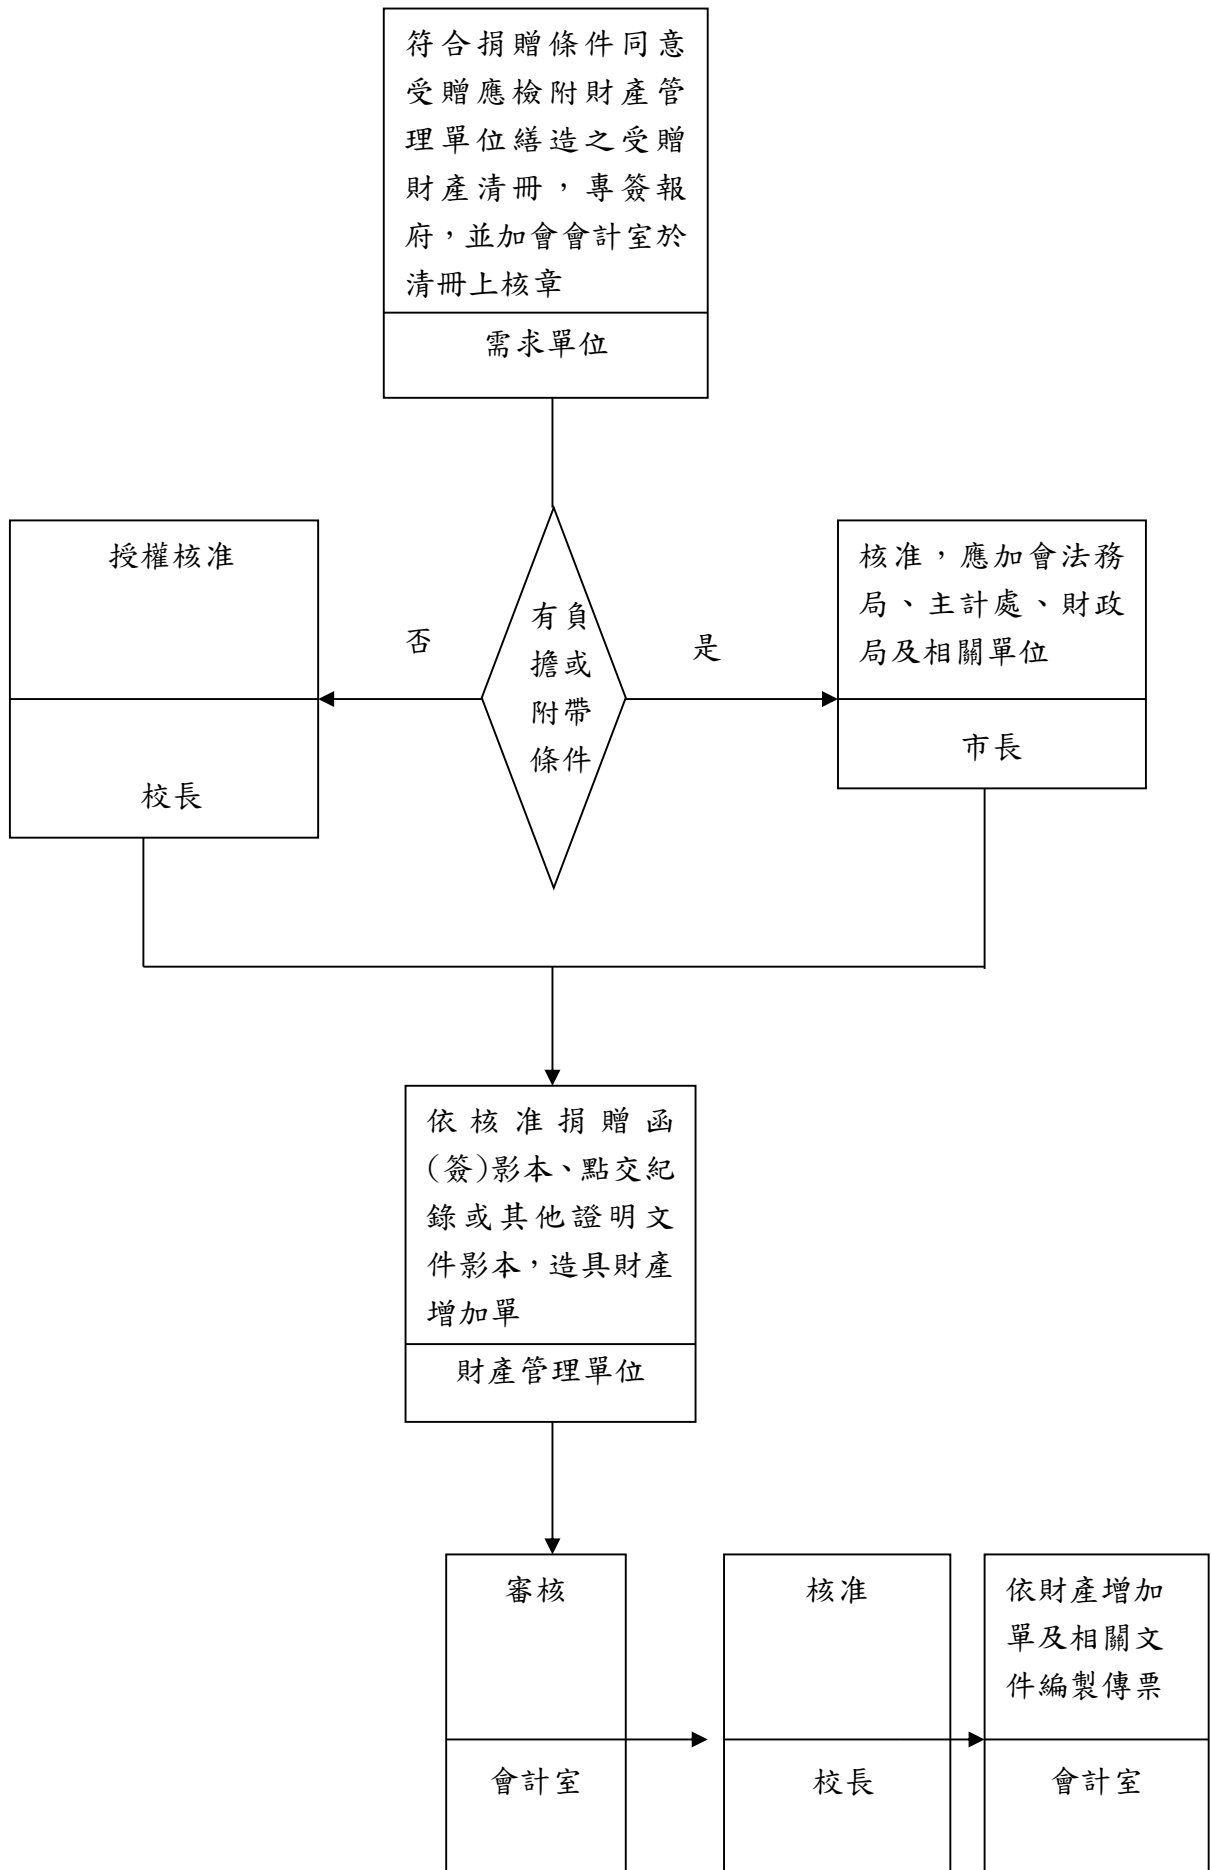 符合捐贈條件同意
受贈應檢附財產管
理單位繕造之受贈
財產清冊，專簽報
府，並加會會計室於
清冊上核章
需求單位
授權核准
校長
否
有負
擔或
附帶
條件
是
核准，應加會法務
局、主計處、財政
局及相關單位
市長
依核准捐贈函
(簽)影本、點交紀
錄或其他證明文
件影本，造具財產
增加單
財產管理單位
審核
會計室
核准
校長
依財產增加
單及相關文
件編製傳票
會計室